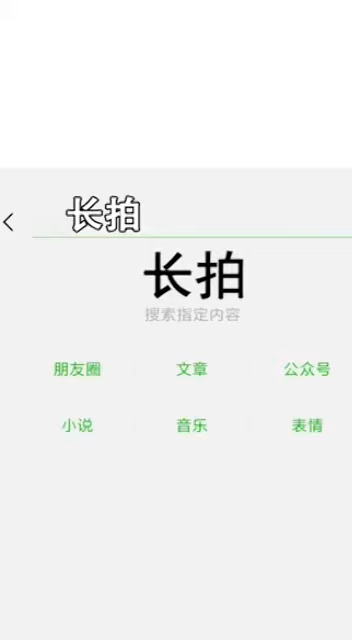 长拍
长拍
搜索指定内容
朋友圈 文章 公众号
小说 音乐 表情